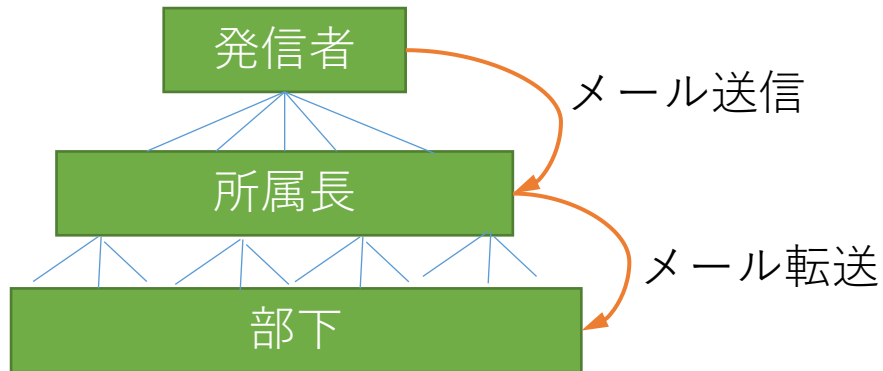 発信者
メール送信
所属長
メール転送
部下